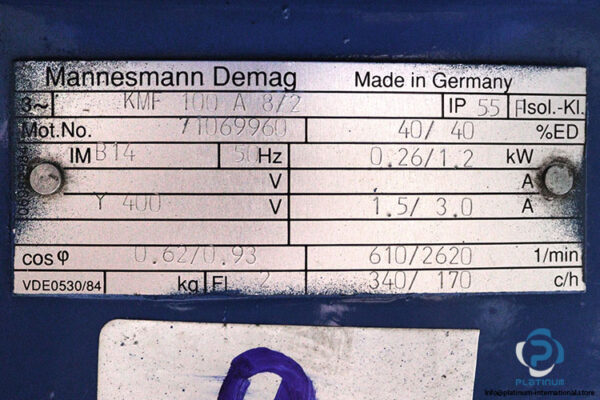 Mannesmann Demag Made in Germany
3~ KMF 100 A 8/2 IP 55 F Isol.-Kl.
Mot.No. 71069960 40/ 40 %ED
IM B14 50 Hz 0.26/1.2 kW
V A
Y 400 V 1.5/ 3.0 A
cos φ 0.62/0.93 610/2620 1/min
VDE0530/84 kg Fl 2 340/ 170 c/h
PLATINUM
info@platinum-international.store